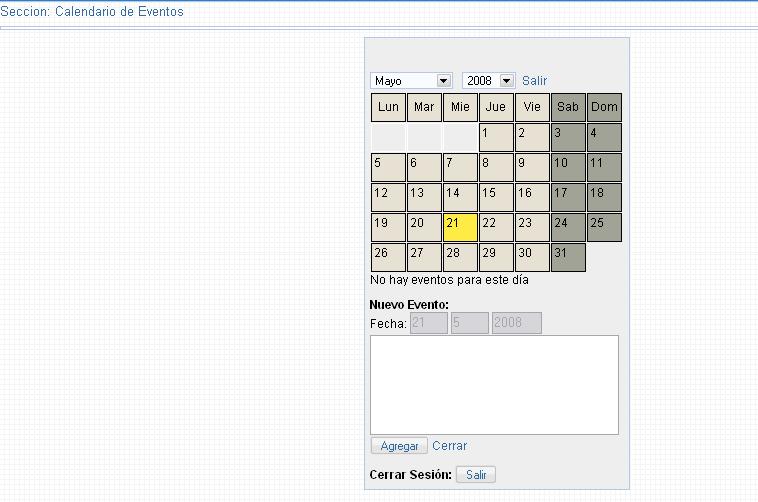 Seccion: Calendario de Eventos
Mayo 2008 Salir
Lun Mar Mie Jue Vie Sab Dom
1 2 3 4
5 6 7 8 9 10 11
12 13 14 15 16 17 18
19 20 21 22 23 24 25
26 27 28 29 30 31
No hay eventos para este día
Nuevo Evento:
Fecha: 21 5 2008
Agregar Cerrar
Cerrar Sesión: Salir